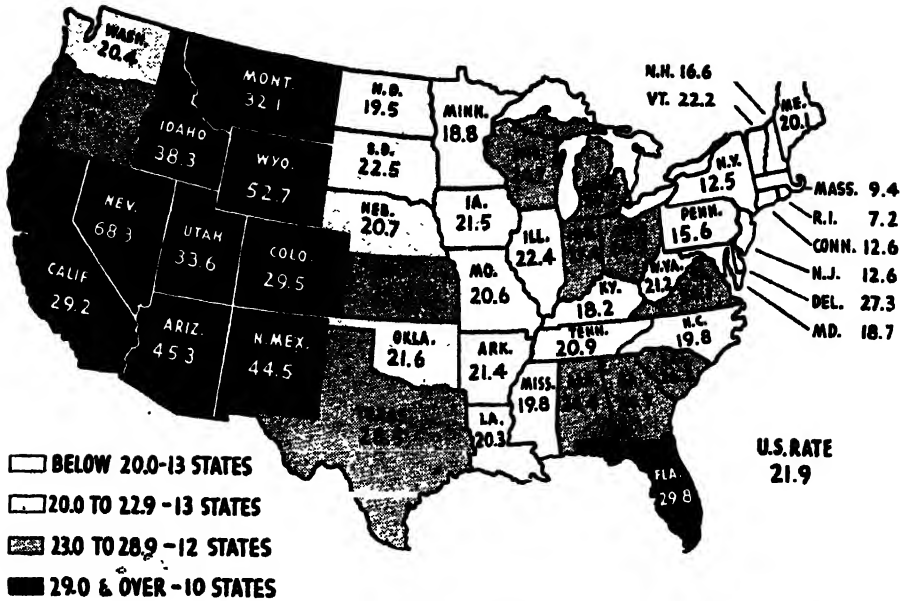 WASH.
20.4
MONT.
32.1
N.D.
19.5
MINN.
18.8
N.H. 16.6
VT. 22.2
ME.
20.1
IDAHO
38.3
WYO.
52.7
S.D.
22.5
N.Y.
12.5
MASS. 9.4
R.I. 7.2
CONN. 12.6
N.J. 12.6
DEL. 27.3
MD. 18.7
NEV.
68.3
UTAH
33.6
COLO.
29.5
NEB.
20.7
IA.
21.5
ILL.
22.4
PENN.
15.6
W.VA.
21.2
CALIF
29.2
MO.
20.6
KY.
18.2
ARIZ.
45.3
N.MEX.
44.5
OKLA.
21.6
ARK.
21.4
TENN.
20.9
N.C.
19.8
MISS.
19.8
LA.
20.3
FLA.
29.8
U.S. RATE
21.9
BELOW 20.0-13 STATES
20.0 TO 22.9-13 STATES
23.0 TO 28.9-12 STATES
29.0 & OVER-10 STATES